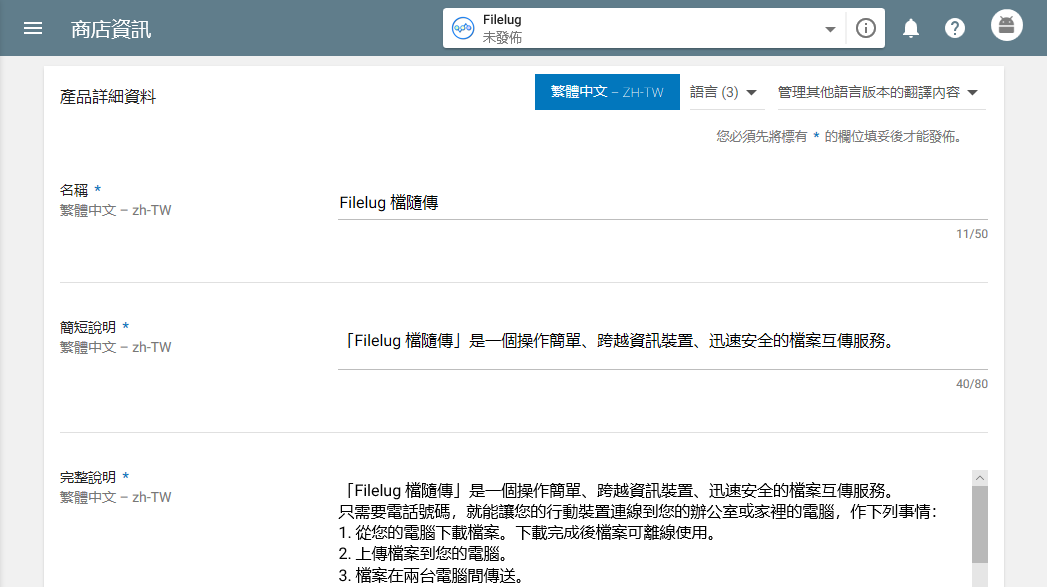 商店資訊
Filelug
未發佈
產品詳細資料
繁體中文 – ZH-TW
語言 (3)
管理其他語言版本的翻譯內容
您必須先將標有 * 的欄位填妥後才能發佈。
名稱 *
繁體中文 – zh-TW
Filelug 檔隨傳
11/50
簡短說明 *
繁體中文 – zh-TW
「Filelug 檔隨傳」是一個操作簡單、跨越資訊裝置、迅速安全的檔案互傳服務。
40/80
完整說明 *
繁體中文 – zh-TW
「Filelug 檔隨傳」是一個操作簡單、跨越資訊裝置、迅速安全的檔案互傳服務。
只需要電話號碼，就能讓您的行動裝置連線到您的辦公室或家裡的電腦，作下列事情：
1. 從您的電腦下載檔案。下載完成後檔案可離線使用。
2. 上傳檔案到您的電腦。
3. 檔案在兩台電腦間傳送。